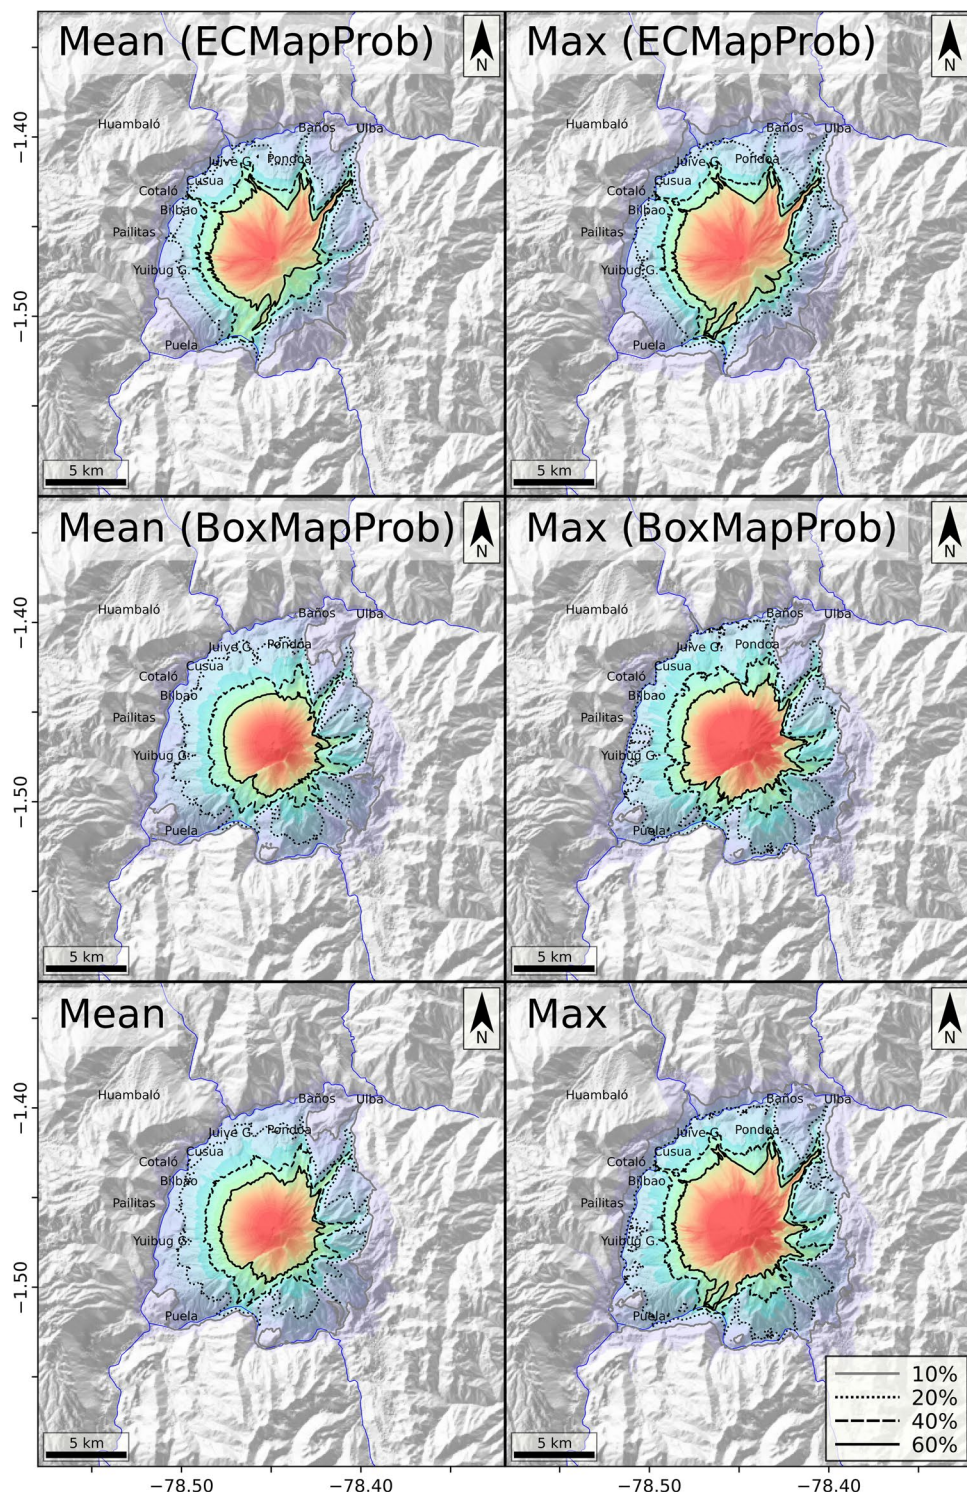 Mean (ECMapProb)
N
Max (ECMapProb)
N
−1.40
Huambaló
Baños
Ulba
Juive G.
Pondoa
Cusua
Cotaló
Bilbao
Pailitas
Yuibug G.
−1.50
Puela
5 km
Huambaló
Baños
Ulba
Juive G.
Pondoa
Cusua
Cotaló
Bilbao
Pailitas
Yuibug G.
Puela
5 km
Mean (BoxMapProb)
N
Max (BoxMapProb)
N
−1.40
Huambaló
Baños
Ulba
Juive G.
Pondoa
Cusua
Cotaló
Bilbao
Pailitas
Yuibug G.
−1.50
Puela
5 km
Huambaló
Baños
Ulba
Juive G.
Pondoa
Cusua
Cotaló
Bilbao
Pailitas
Yuibug G.
Puela
5 km
Mean
N
Max
N
−1.40
Huambaló
Baños
Ulba
Juive G.
Pondoa
Cusua
Cotaló
Bilbao
Pailitas
Yuibug G.
−1.50
Puela
5 km
Huambaló
Baños
Ulba
Juive G.
Pondoa
Cusua
Cotaló
Bilbao
Pailitas
Yuibug G.
Puela
5 km
10%
20%
40%
60%
−78.50
−78.40
−78.50
−78.40